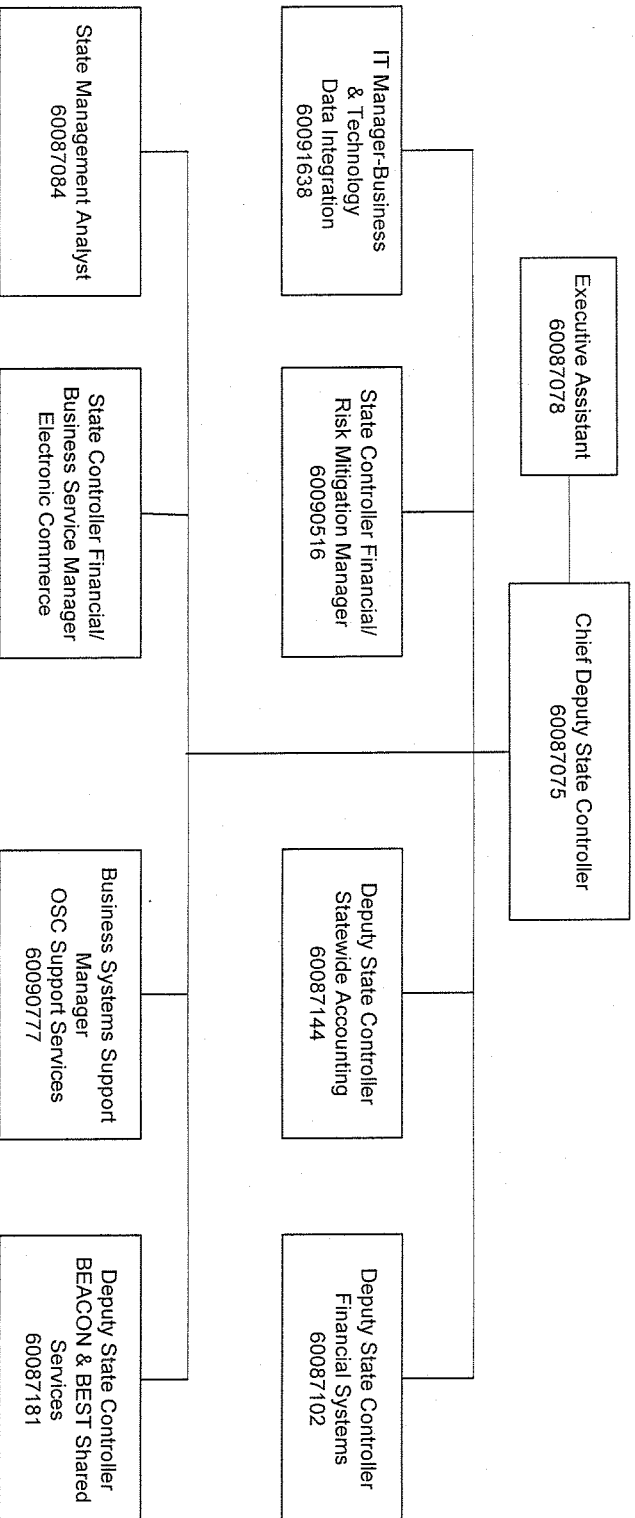 Executive Assistant
60087078
Chief Deputy State Controller
60087075
IT Manager-Business
& Technology
Data Integration
60091638
State Controller Financial/
Risk Mitigation Manager
60090516
Deputy State Controller
Statewide Accounting
60087144
Deputy State Controller
Financial Systems
60087102
State Management Analyst
60087084
State Controller Financial/
Business Service Manager
Electronic Commerce
Business Systems Support
Manager
OSC Support Services
60090777
Deputy State Controller
BEACON & BEST Shared
Services
60087181